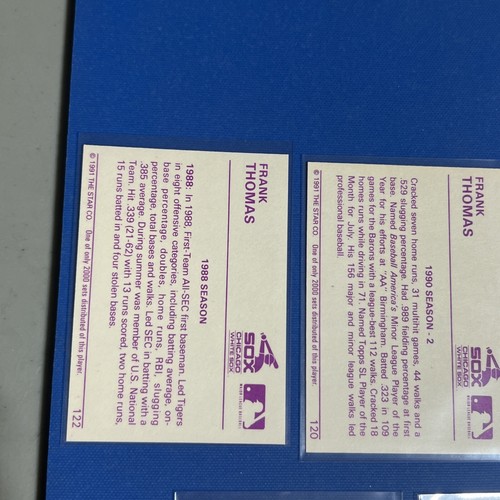 FRANK
THOMAS
CHICAGO
WHITE SOX
SOX
1988 SEASON
1988: In 1988, First-Team All-SEC first baseman. Led Tigers
in eight offensive categories, including batting average, on-
base percentage, doubles, home runs, RBI, slugging
percentage, total bases and walks. Led SEC in batting with a
.385 average. During summer was member of U.S. National
Team. Hit .339 (21-62) with 13 runs scored, two home runs,
15 runs batted in and four stolen bases.
© 1991 THE STAR CO. One of only 2000 sets distributed of this player.
122
FRANK
THOMAS
CHICAGO
WHITE SOX
SOX
1990 SEASON - 2
Cracked seven home runs, 31 multihit games, 44 walks and a
.529 slugging percentage. Had .989 fielding percentage at first
base. Named Baseball America's Minor League Player of the
Year for his efforts at "AA" Birmingham. Batted .323 in 109
games for the Barons with a league-best 112 walks. Cracked 18
homes runs while driving in 71. Named Topps SL Player of the
Month for July. His 156 major and minor league walks led
professional baseball.
© 1991 THE STAR CO. One of only 2000 sets distributed of this player.
120